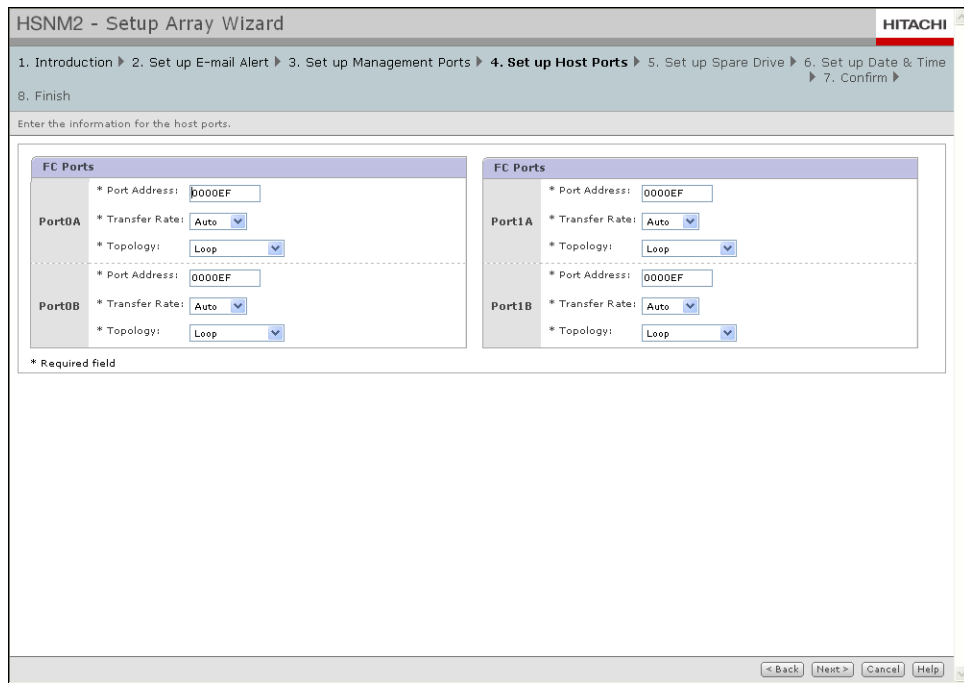 HSNM2 - Setup Array Wizard
HITACHI
1. Introduction 2. Set up E-mail Alert 3. Set up Management Ports 4. Set up Host Ports 5. Set up Spare Drive 6. Set up Date & Time
7. Confirm
8. Finish
Enter the information for the host ports.
FC Ports
Port0A
* Port Address: 0000EF
* Transfer Rate: Auto
* Topology: Loop
Port0B
* Port Address: 0000EF
* Transfer Rate: Auto
* Topology: Loop
FC Ports
Port1A
* Port Address: 0000EF
* Transfer Rate: Auto
* Topology: Loop
Port1B
* Port Address: 0000EF
* Transfer Rate: Auto
* Topology: Loop
* Required field
< Back Next > Cancel Help